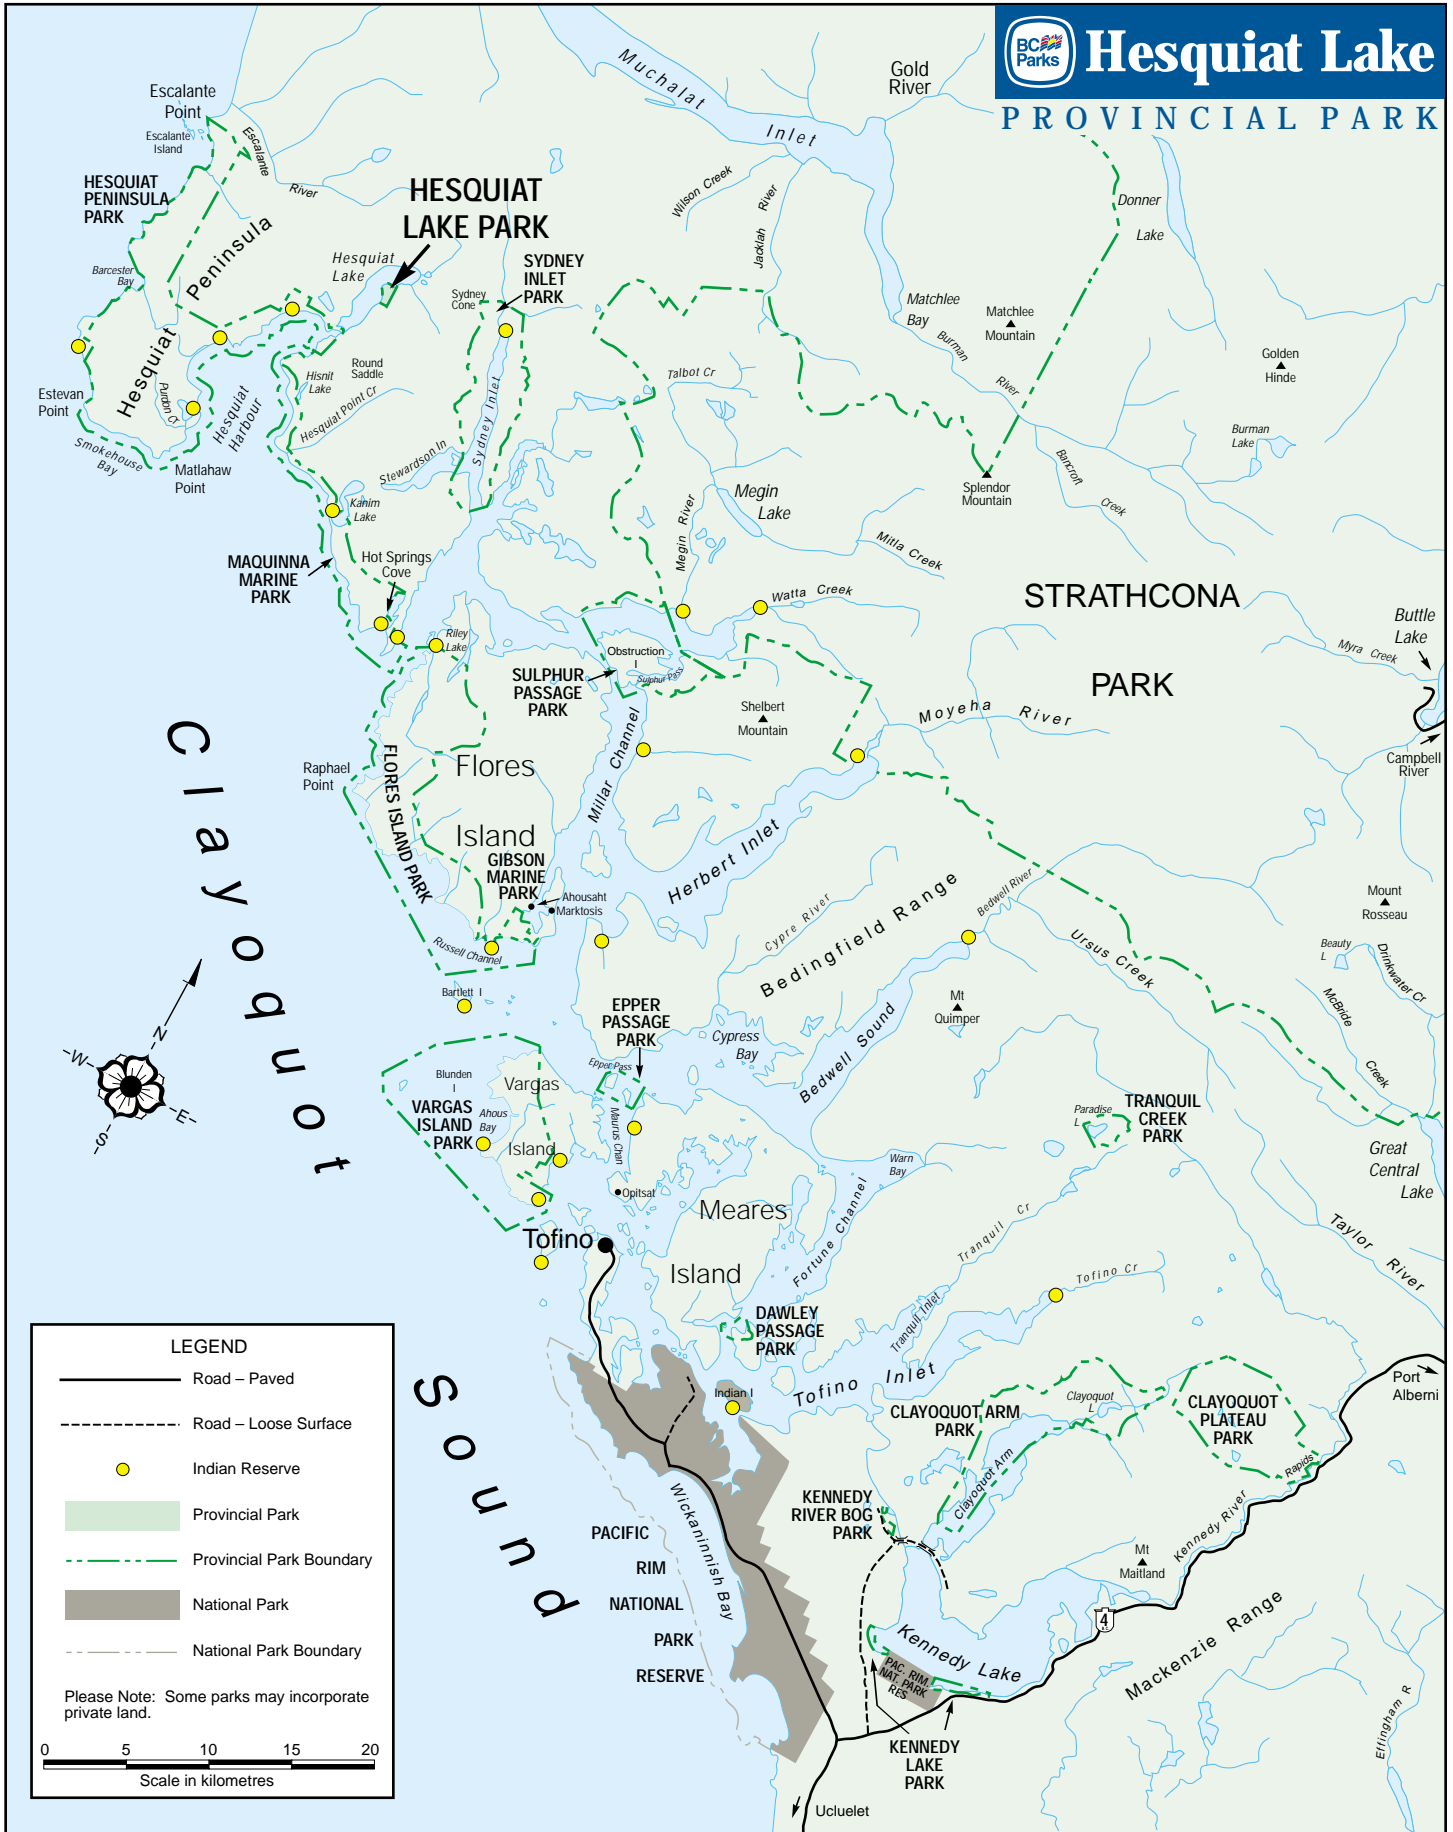 BC
Parks
Hesquiat Lake
PROVINCIAL PARK
Muchalat
Inlet
Gold
River
Escalante
Point
Escalante
Island
Escalante
River
HESQUIAT
PENINSULA
PARK
HESQUIAT
LAKE PARK
Wilson Creek
Jacklah River
Donner
Lake
Hesquiat
Peninsula
Barcester
Bay
Hesquiat
Lake
SYDNEY
INLET
PARK
Sydney
Cone
Matchlee
Bay
Matchlee
Mountain
Burman
River
Golden
Hinde
Estevan
Point
Purdon Cr
Hesquiat
Harbour
Hisnit
Lake
Round
Saddle
Hesquiat Point Cr
Talbot Cr
Sydney Inlet
Smokehouse
Bay
Matlahaw
Point
Stewardson In
Burman
Lake
Bancroft
Creek
Splendor
Mountain
Megin
Lake
Megin River
Kanim
Lake
Mitla Creek
MAQUINNA
MARINE
PARK
Hot Springs
Cove
Watta Creek
STRATHCONA
PARK
Buttle
Lake
Myra Creek
Riley
Lake
Obstruction
I
Sulphur Pass
SULPHUR
PASSAGE
PARK
Shelbert
Mountain
Moyeha River
Campbell
River
Raphael
Point
FLORES ISLAND PARK
Flores
Island
Millar Channel
Herbert Inlet
GIBSON
MARINE
PARK
Ahousaht
Marktosis
Russell Channel
Bartlett I
Cypre River
Bedingfield Range
Bedwell River
Ursus Creek
Mount
Rosseau
Beauty
L
Drinkwater Cr
McBride
Creek
Mt
Quimper
EPPER
PASSAGE
PARK
Cypress
Bay
Bedwell Sound
Epper Pass
Blunden
I
Vargas
Island
VARGAS
ISLAND
PARK
Ahous
Bay
Maurus Chan
Paradise
L
TRANQUIL
CREEK
PARK
Great
Central
Lake
Opitsat
Warn
Bay
Meares
Island
Fortune Channel
Tranquil Cr
Taylor River
Tofino
Tofino Cr
Tranquil Inlet
DAWLEY
PASSAGE
PARK
Tofino Inlet
Indian I
Clayoquot
Sound
N
W
E
S
CLAYOQUOT ARM
PARK
Clayoquot
L
CLAYOQUOT
PLATEAU
PARK
Port
Alberni
Clayoquot Arm
Rapids
Kennedy River
KENNEDY
RIVER BOG
PARK
Wickaninnish Bay
PACIFIC
RIM
NATIONAL
PARK
RESERVE
Mt
Maitland
4
Kennedy Lake
PAC. RIM.
NAT. PARK
RES
Mackenzie Range
Effingham R
KENNEDY
LAKE
PARK
Ucluelet
LEGEND
Road – Paved
Road – Loose Surface
Indian Reserve
Provincial Park
Provincial Park Boundary
National Park
National Park Boundary
Please Note: Some parks may incorporate
private land.
0 5 10 15 20
Scale in kilometres